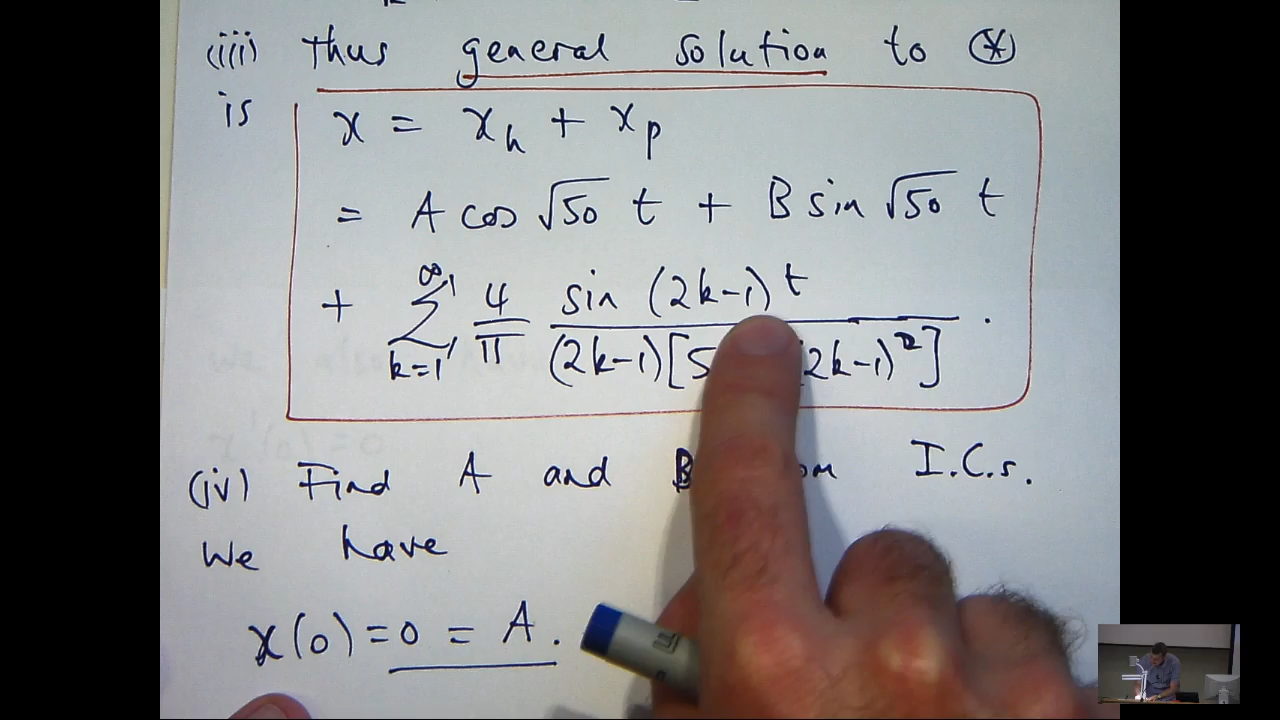 (iii) Thus general solution to ⊛
is
x = x_h + x_p
= A cos √50 t + B sin √50 t
+ ∑_{k=1}^{∞} 4/π sin (2k-1)t / (2k-1)[5 (2k-1)²] .
(iv) Find A and B I.C.s.
We have
x(0) = 0 = A.